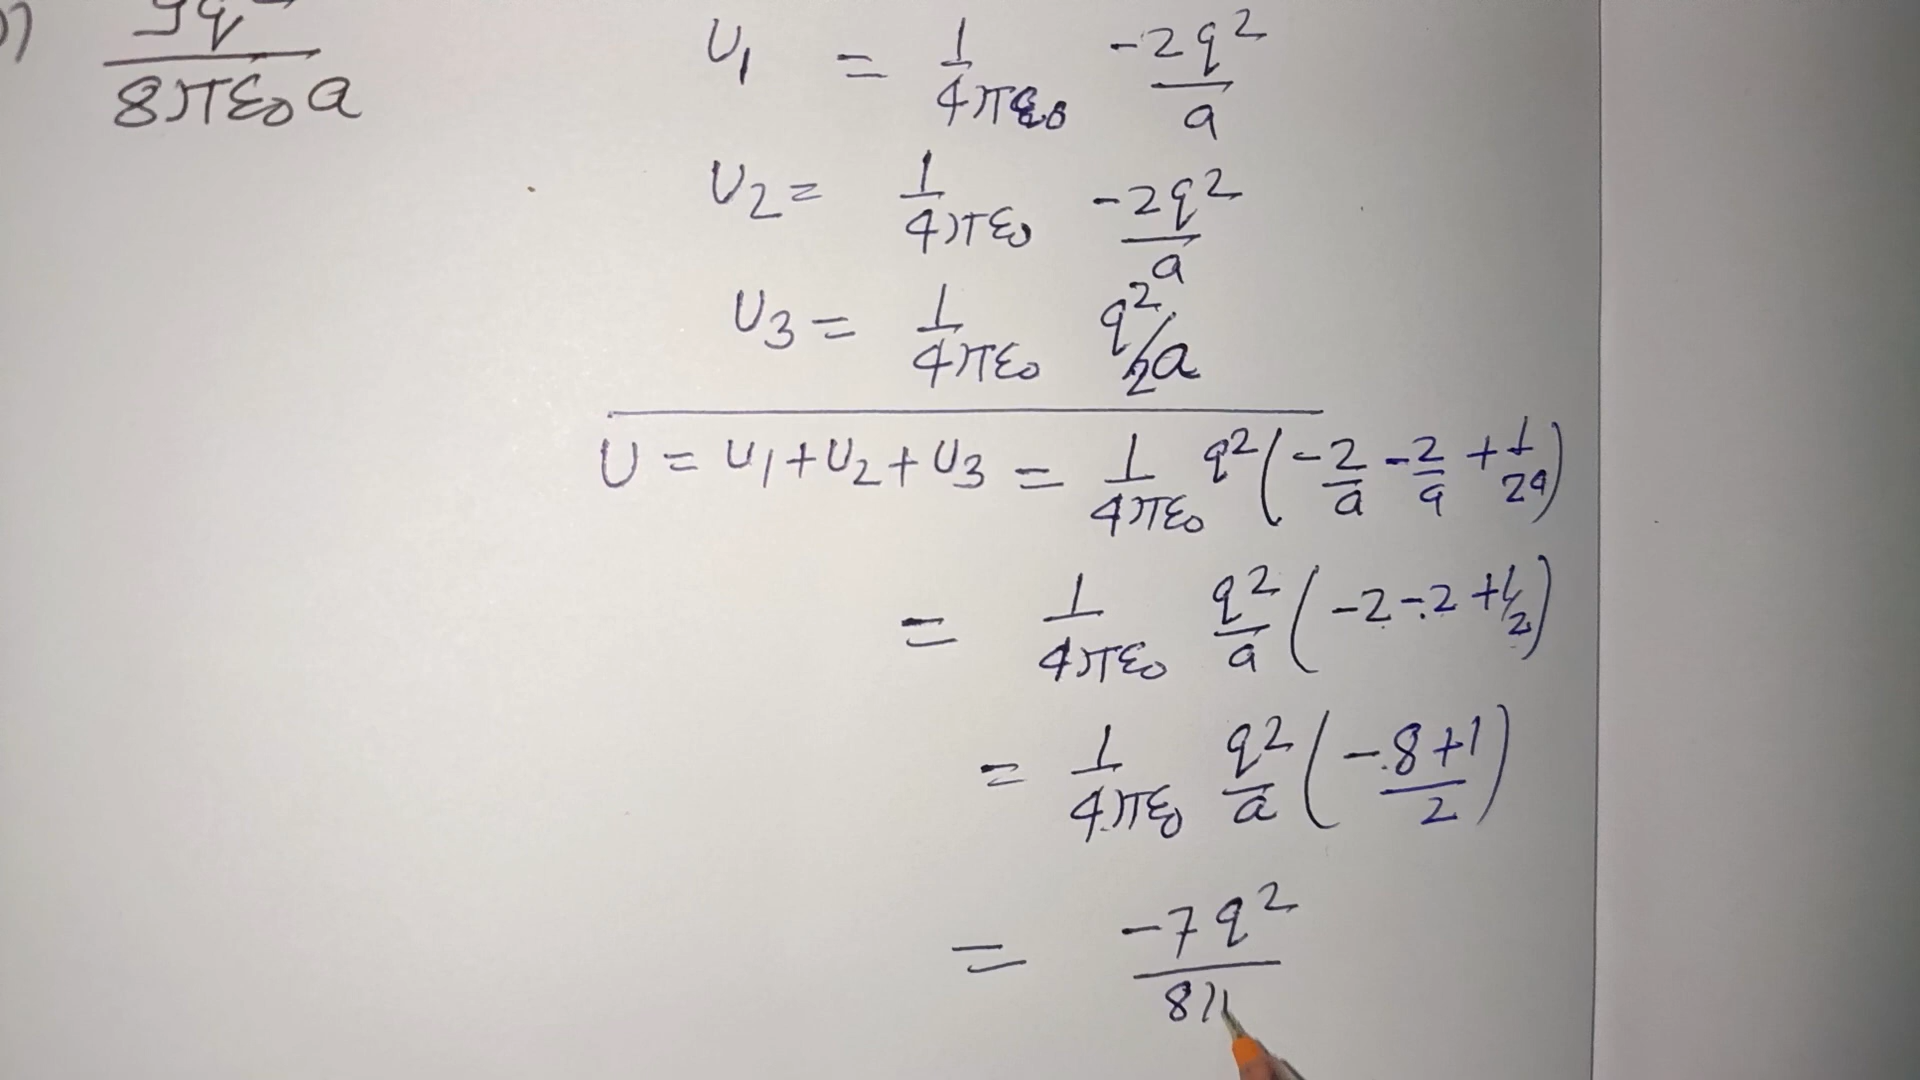 9q²/8πε₀a
U₁ = 1/4πε₀ -2q²/a
U₂ = 1/4πε₀ -2q²/a
U₃ = 1/4πε₀ q²/2a
U = U₁+U₂+U₃ = 1/4πε₀ q²(-2/a -2/a +1/2a)
= 1/4πε₀ q²/a (-2-2+1/2)
= 1/4πε₀ q²/a (-8+1/2)
= -7q²/8π